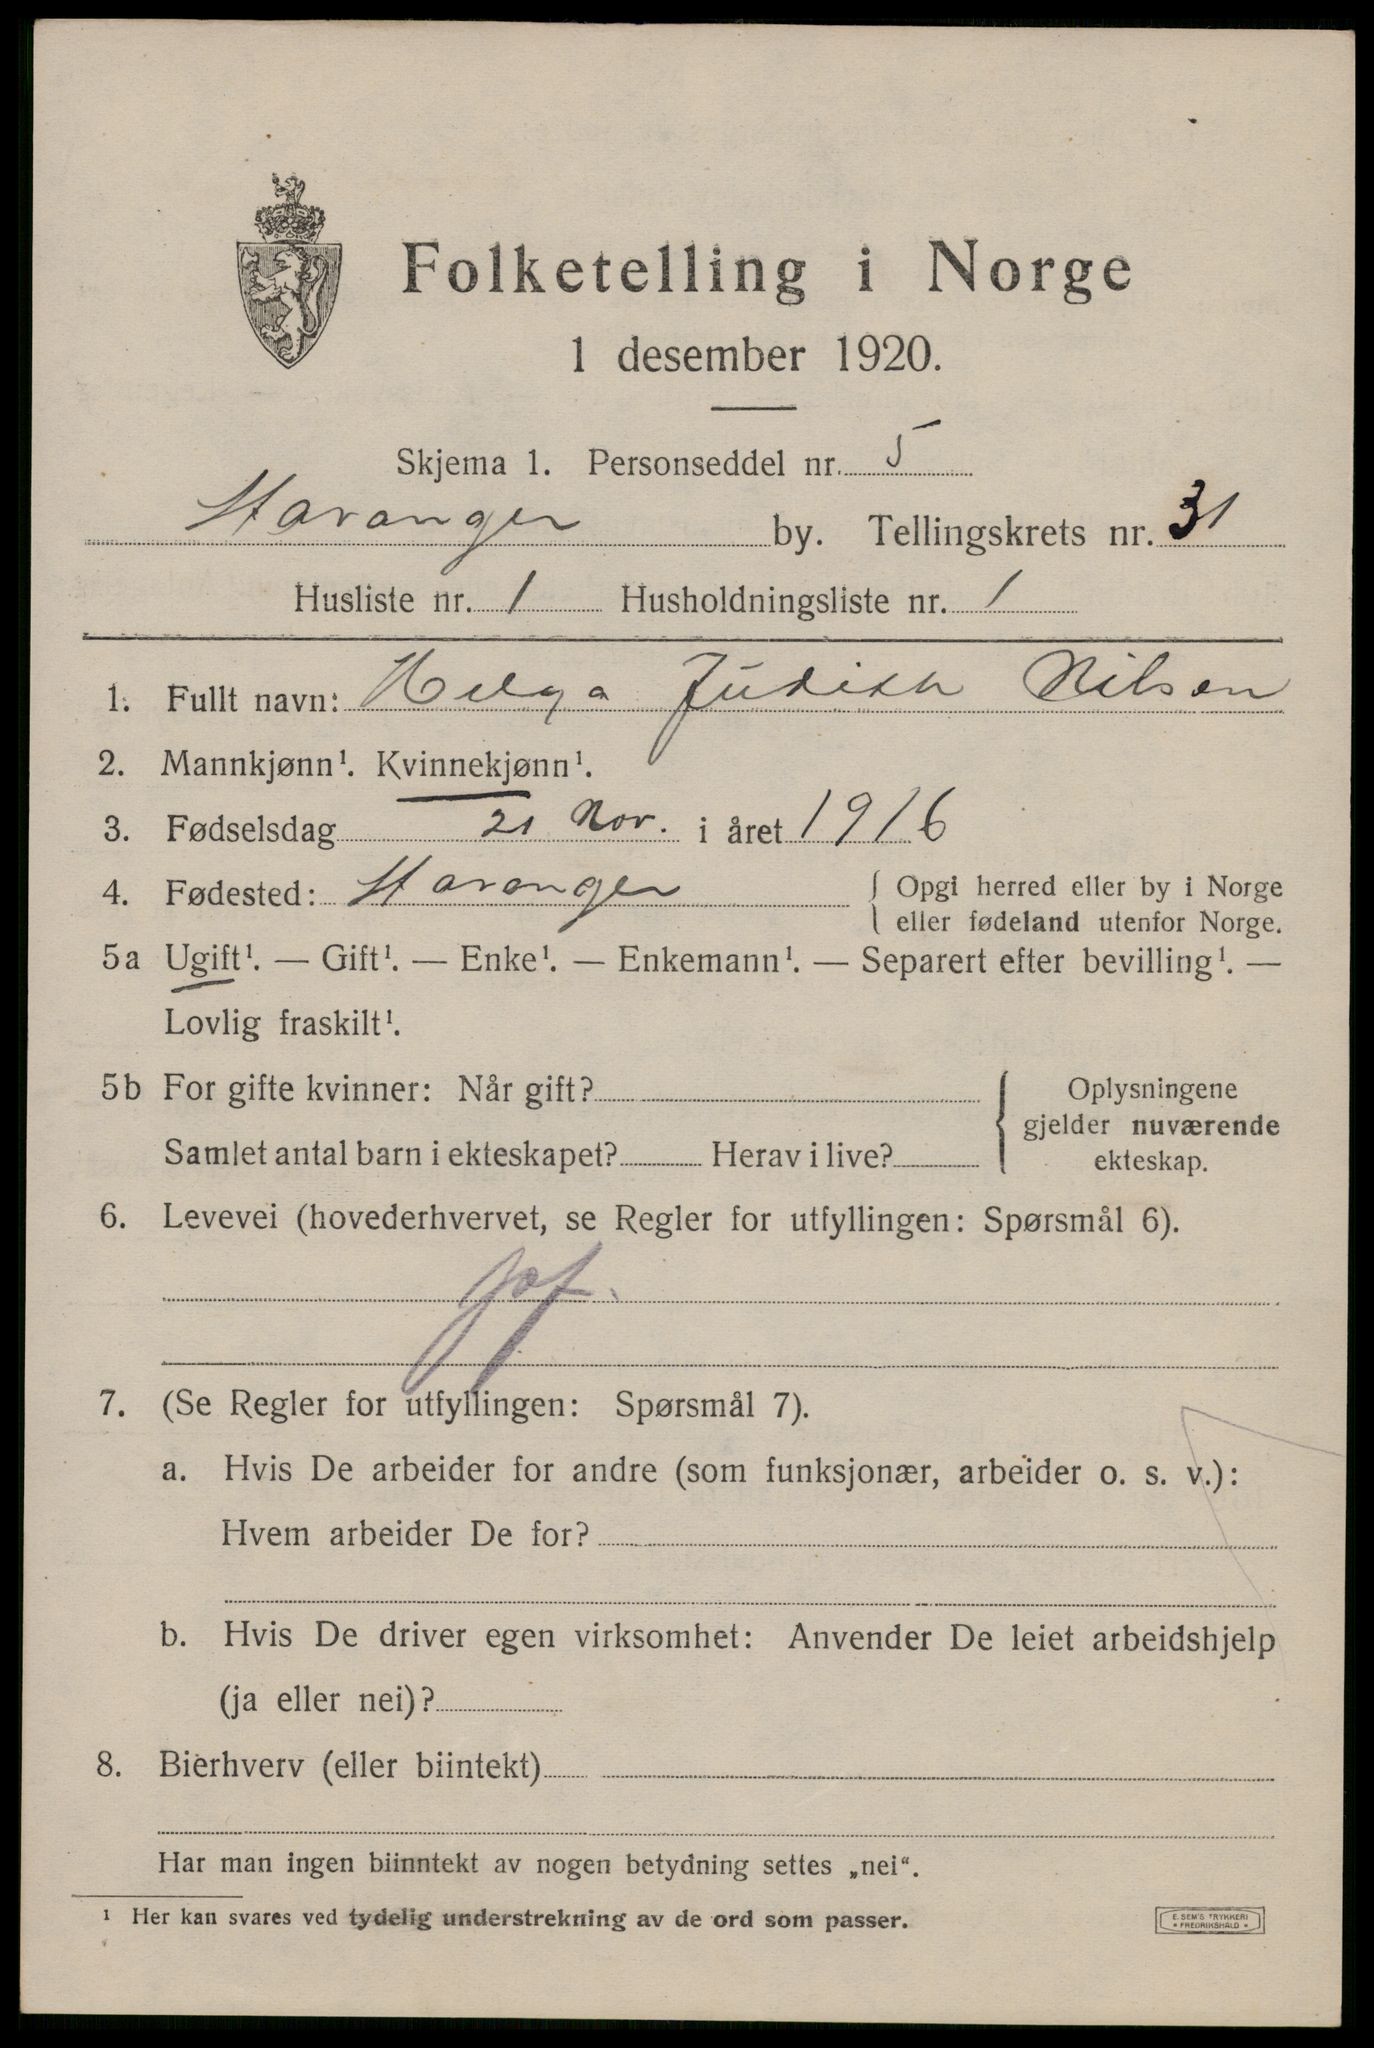 Folketelling i Norge
1 desember 1920.
Skjema 1. Personseddel nr. 5
Stavanger by. Tellingskrets nr. 31
Husliste nr. 1 Husholdningsliste nr. 1
1. Fullt navn: Helga Judith Nilsen
2. Mannkjønn¹. Kvinnekjønn¹.
3. Fødselsdag 21 Nov. i året 1916
4. Fødested: Stavanger { Opgi herred eller by i Norge
eller fødeland utenfor Norge.
5a Ugift¹. — Gift¹. — Enke¹. — Enkemann¹. — Separert efter bevilling¹. —
Lovlig fraskilt¹.
5b For gifte kvinner: Når gift? { Oplysningene
gjelder nuværende
Samlet antal barn i ekteskapet? Herav i live?
ekteskap.
6. Levevei (hovederhvervet, se Regler for utfyllingen: Spørsmål 6).
7. (Se Regler for utfyllingen: Spørsmål 7).
a. Hvis De arbeider for andre (som funksjonær, arbeider o. s. v.):
Hvem arbeider De for?
b. Hvis De driver egen virksomhet: Anvender De leiet arbeidshjelp
(ja eller nei)?
8. Bierhverv (eller biintekt)
Har man ingen biinntekt av nogen betydning settes „nei“.
¹ Her kan svares ved tydelig understrekning av de ord som passer.
E. SEM'S TRYKKERI
* FREDRIKSHALD *